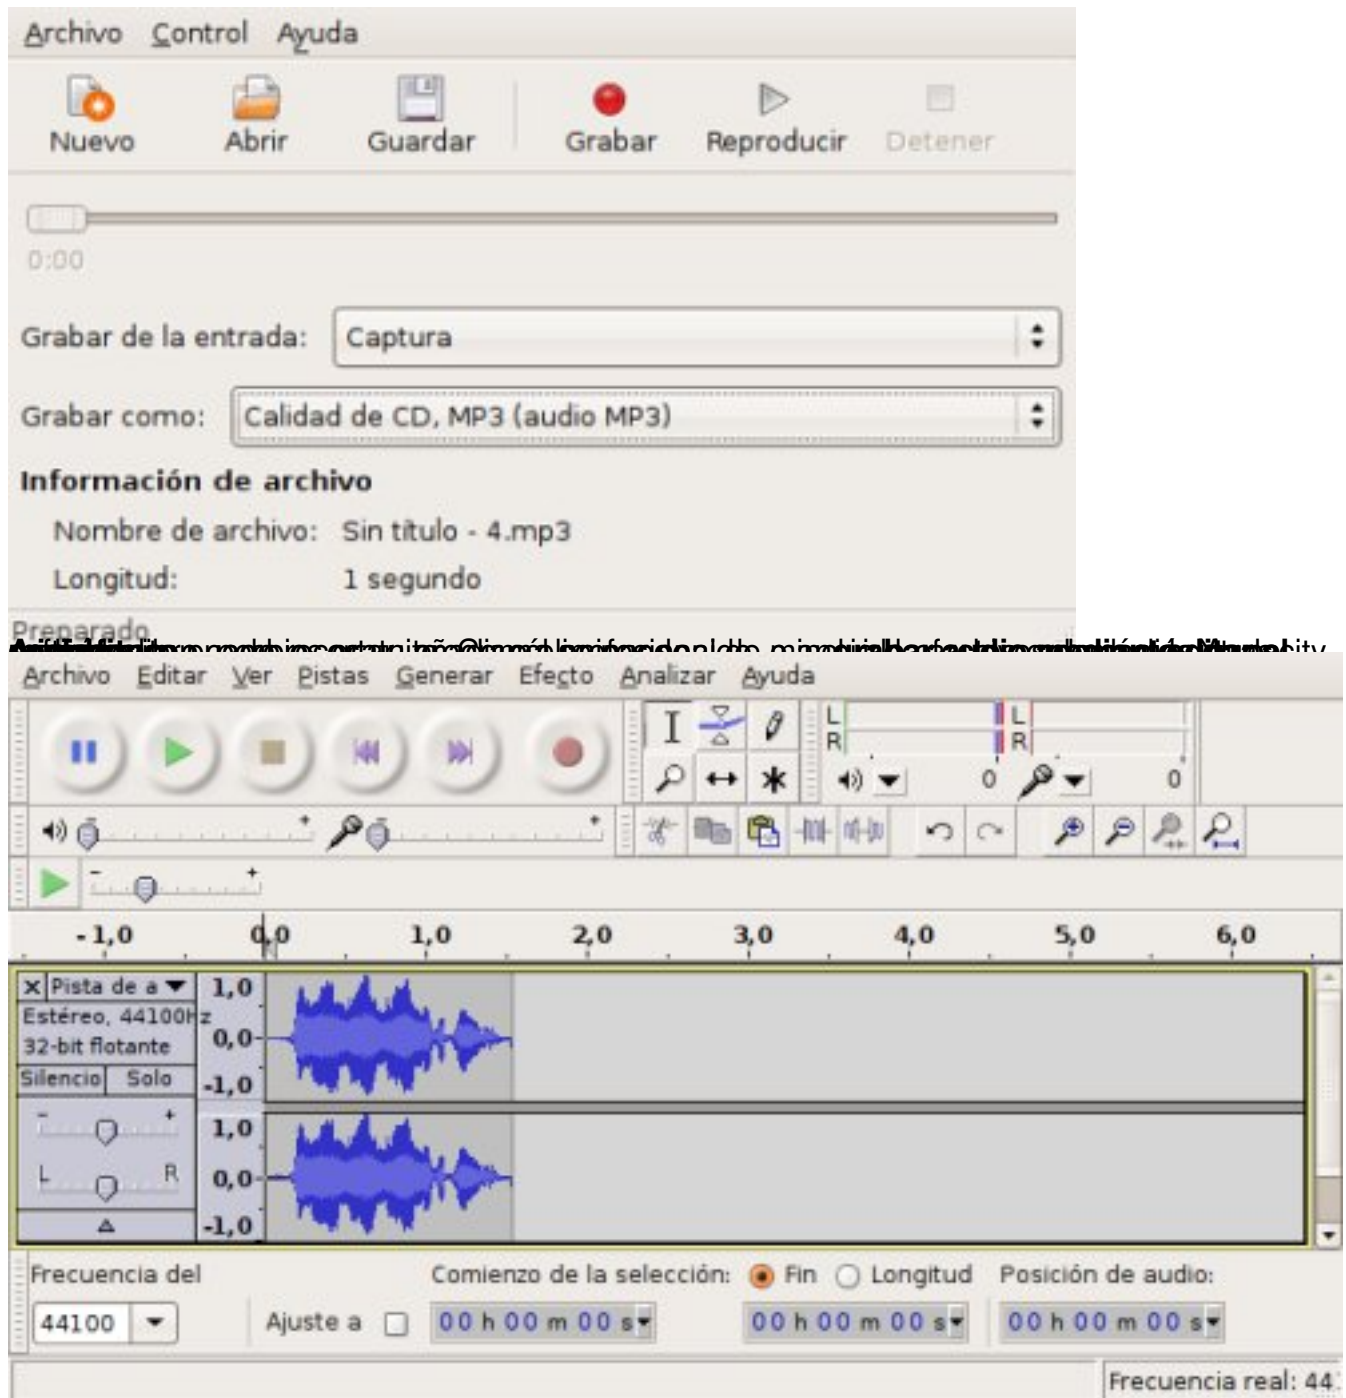 Archivo Control Ayuda
Nuevo Abrir Guardar Grabar Reproducir Detener
0:00
Grabar de la entrada: Captura
Grabar como: Calidad de CD, MP3 (audio MP3)
Información de archivo
Nombre de archivo: Sin título - 4.mp3
Longitud: 1 segundo
Preparado
Archivo Editar Ver Pistas Generar Efecto Analizar Ayuda
L L
R R
0 0
- + - +
- +
-1,0 0,0 1,0 2,0 3,0 4,0 5,0 6,0
x Pista de a 1,0
Estéreo, 44100Hz
32-bit flotante 0,0
Silencio Solo -1,0
- + 1,0
L R 0,0
-1,0
Frecuencia del Comienzo de la selección: Fin Longitud Posición de audio:
44100 Ajuste a 00 h 00 m 00 s 00 h 00 m 00 s 00 h 00 m 00 s
Frecuencia real: 44